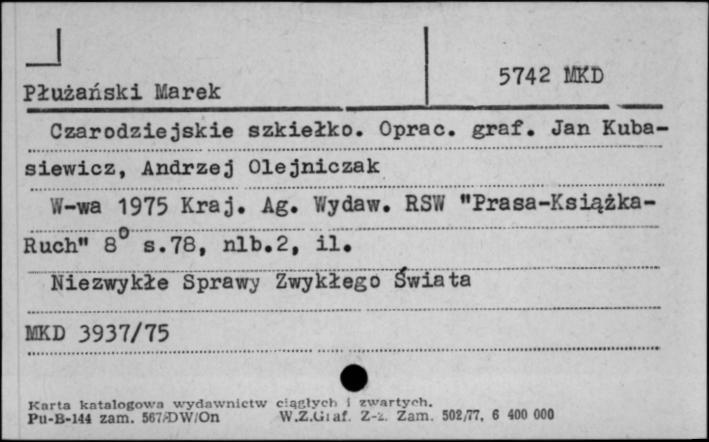 5742 MKD
Płużański Marek
Czarodziejskie szkiełko. Oprac. graf. Jan Kuba-
siewicz, Andrzej Olejniczak
W-wa 1975 Kraj. Ag. Wydaw. RSW "Prasa-Książka-
Ruch" 8° s.78, nlb.2, il.
Niezwykłe Sprawy Zwykłego Świata
MKD 3937/75
Karta katalogowa wydawnictw ciągłych i zwartych.
Pu-B-144 zam. 567/DW/On W.Z.Graf. Z-z. Zam. 502/77, 6 400 000